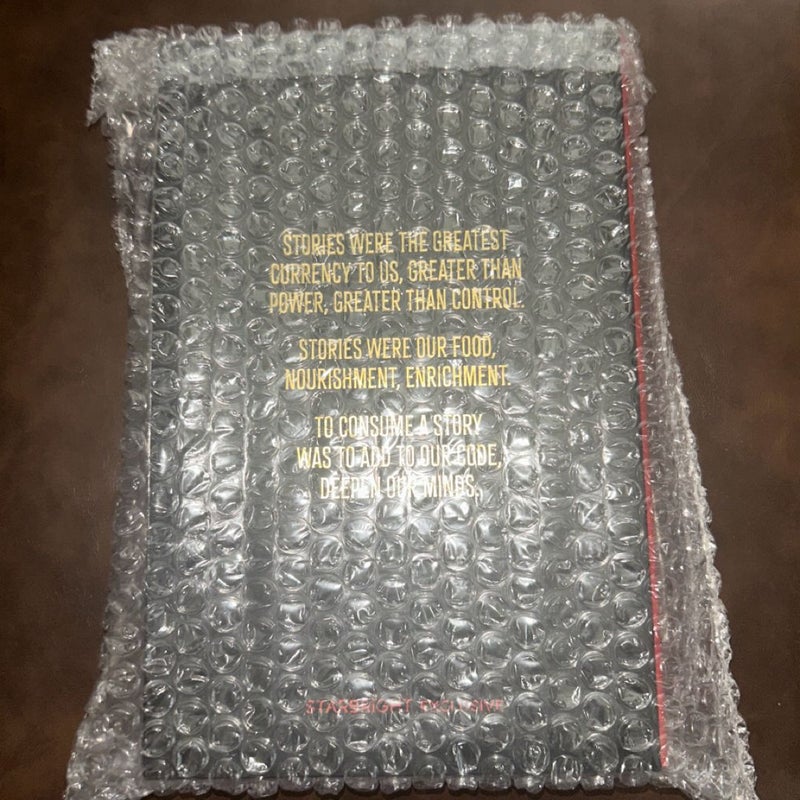 STORIES WERE THE GREATEST
CURRENCY TO US, GREATER THAN
POWER, GREATER THAN CONTROL.
STORIES WERE OUR FOOD,
NOURISHMENT, ENRICHMENT.
TO CONSUME A STORY
WAS TO ADD TO OUR CODE,
DEEPEN OUR MINDS.
STARBRIGHT EXCLUSIVE